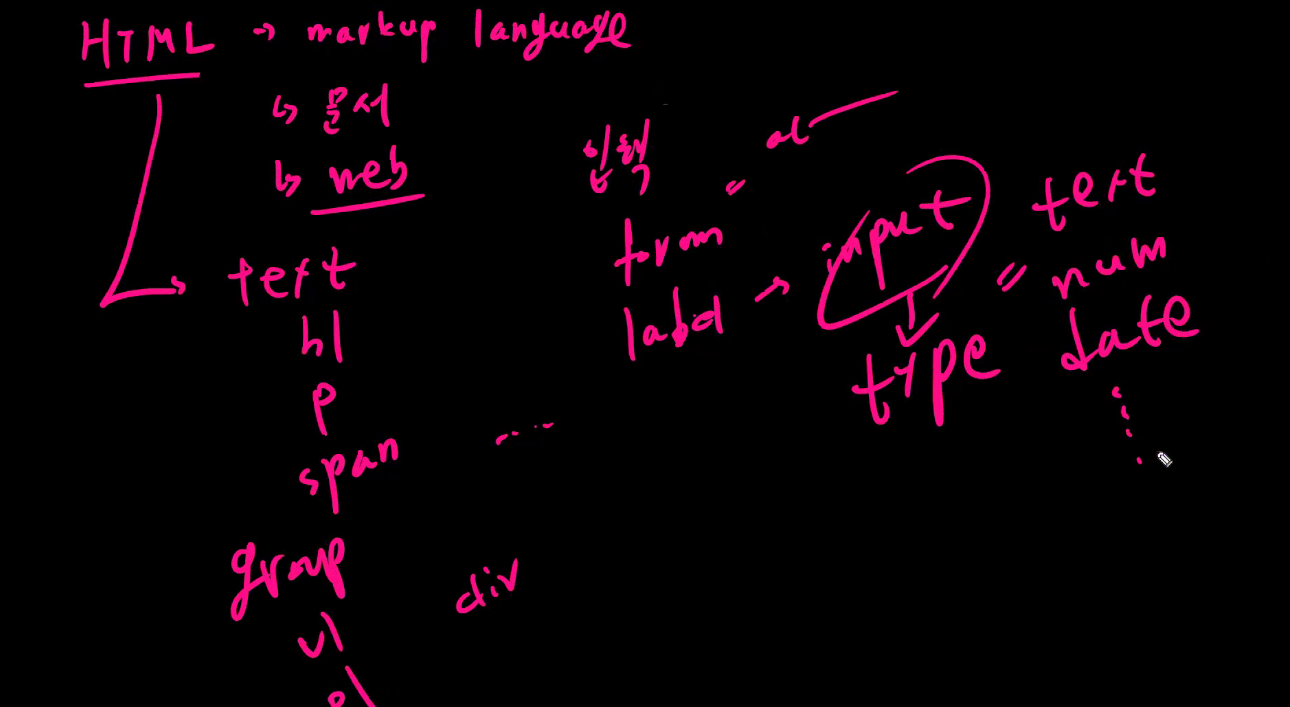 HTML → markup language
↳ 문서
↳ web
text
h1
p
span ....
group
div
ul
ol
입력
form =
label → input
type = text
num
date